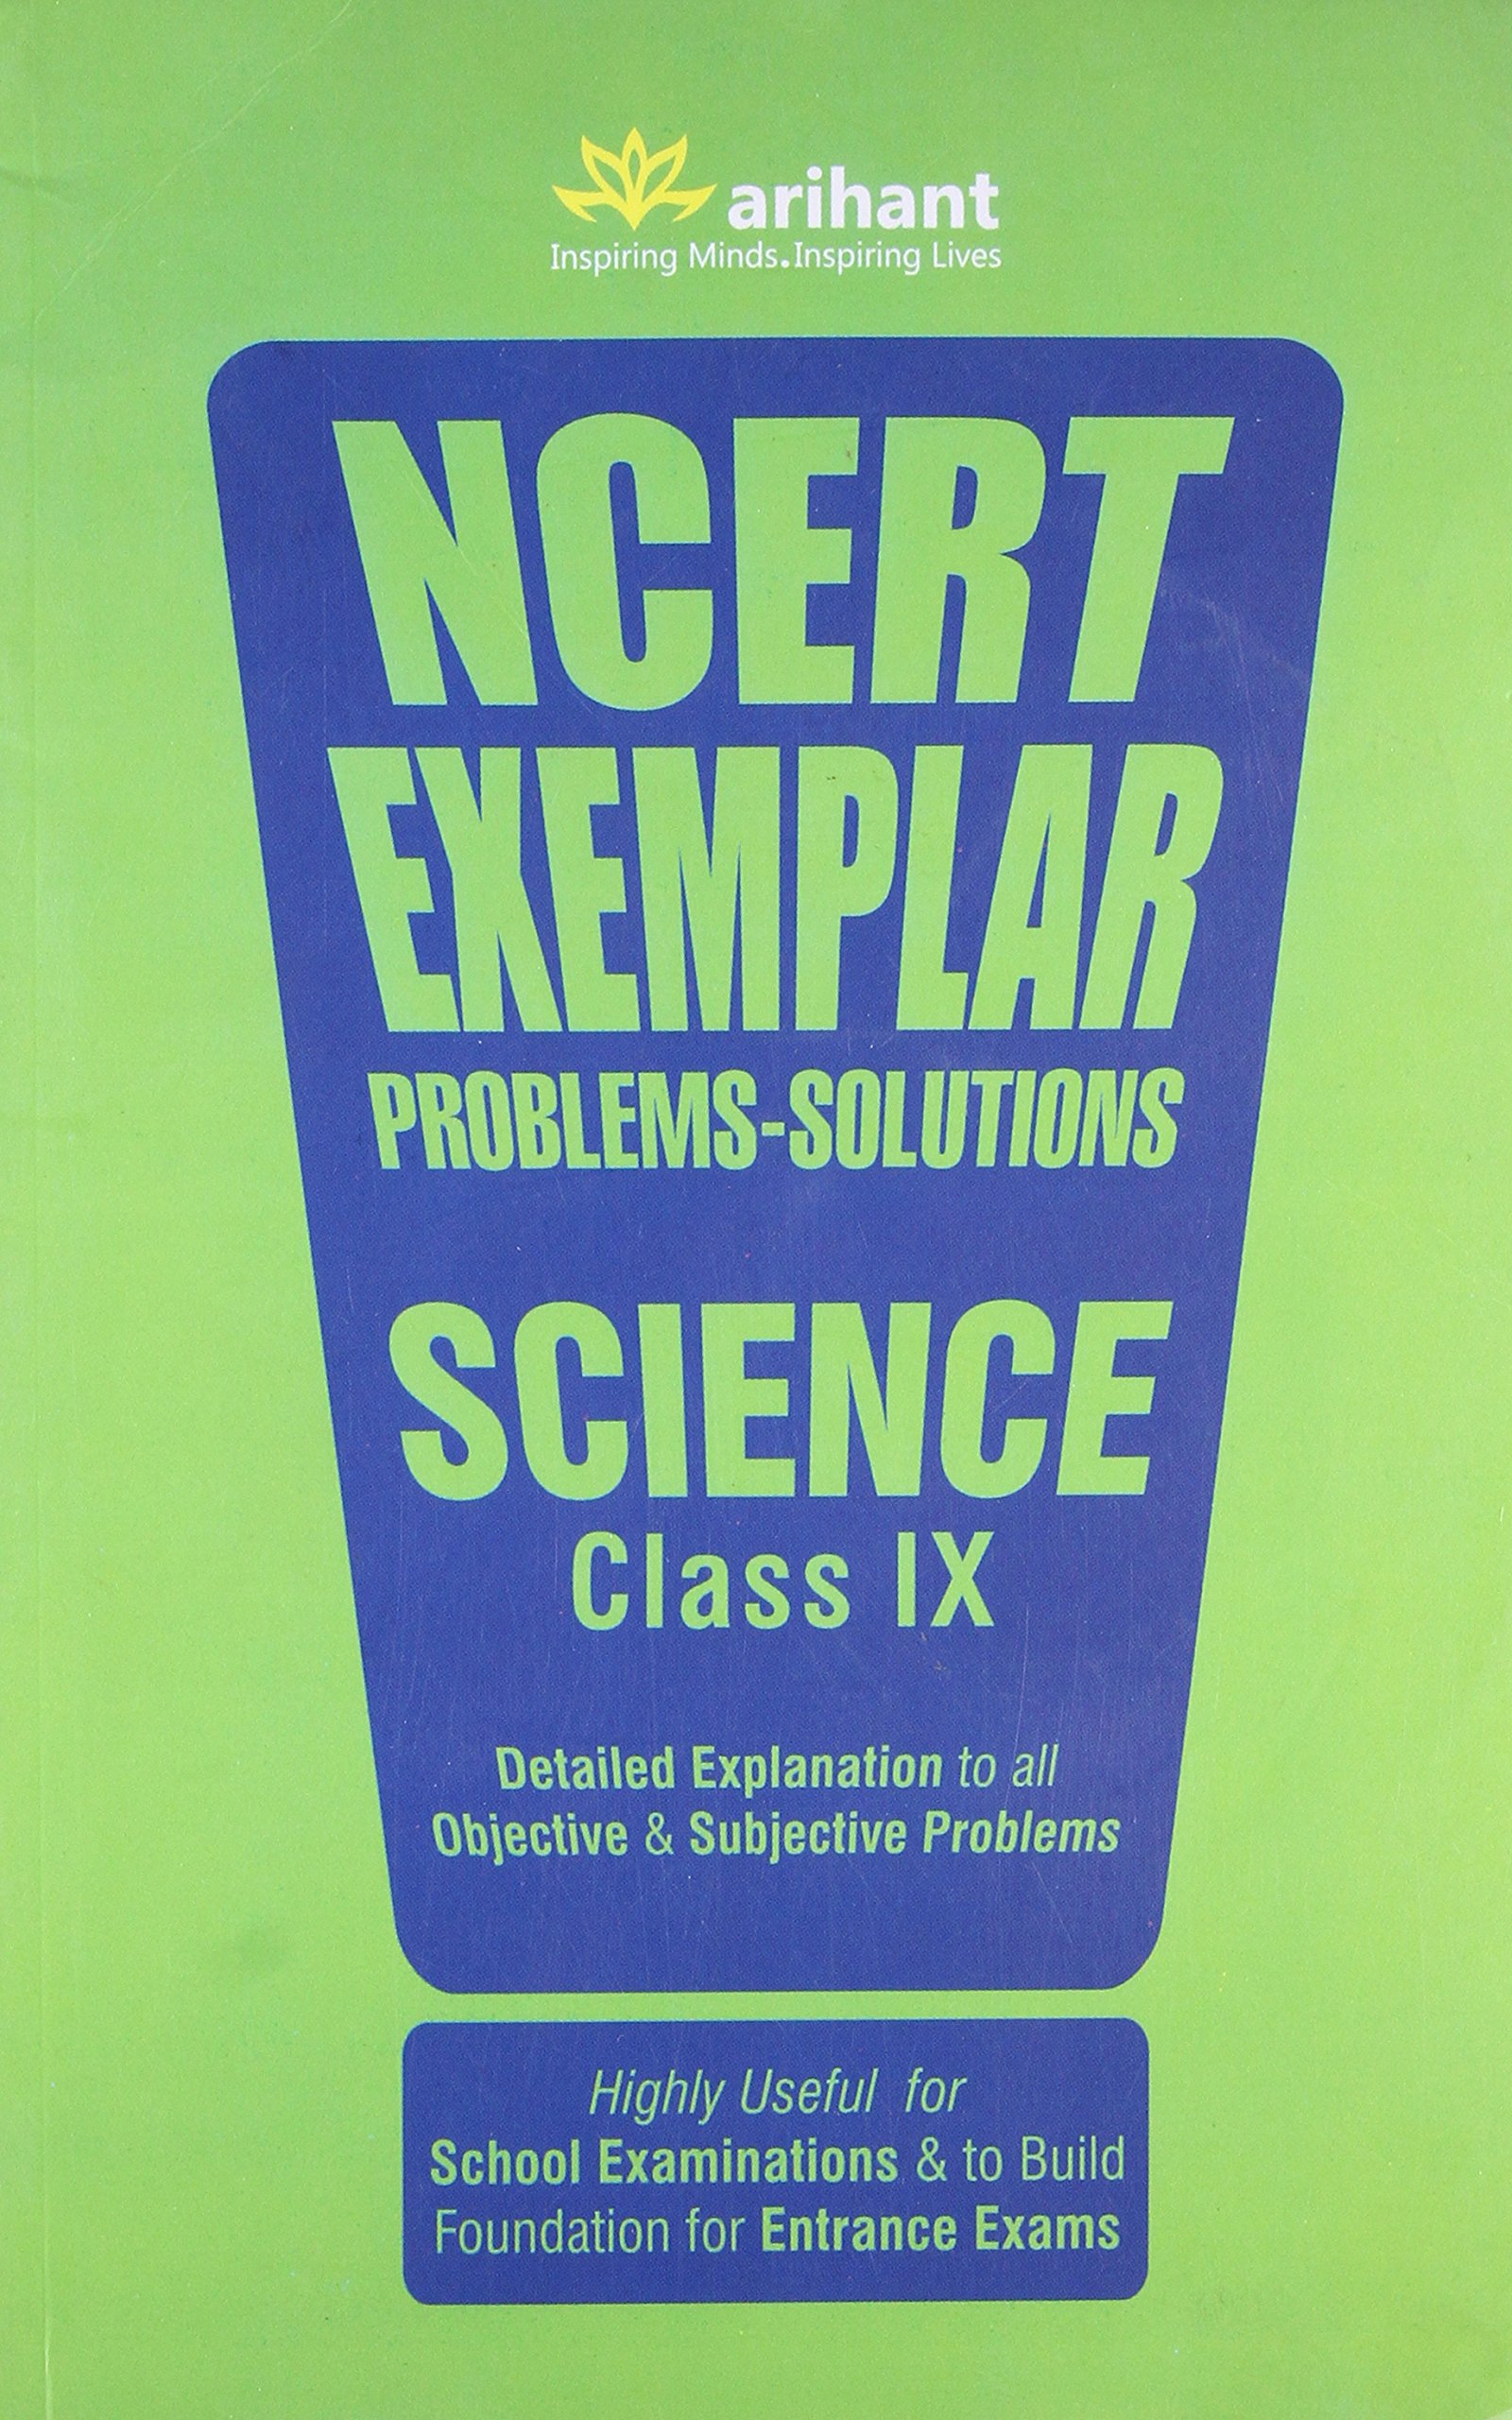 arihant
Inspiring Minds.Inspiring Lives
NCERT
EXEMPLAR
PROBLEMS-SOLUTIONS
SCIENCE
Class IX
Detailed Explanation to all
Objective & Subjective Problems
Highly Useful for
School Examinations & to Build
Foundation for Entrance Exams